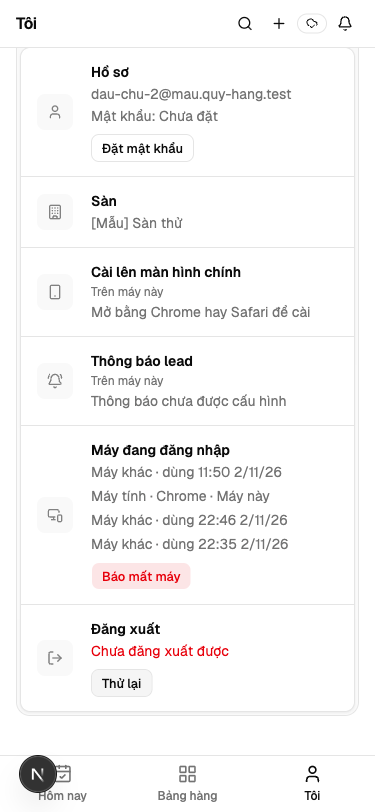 Tôi
Hồ sơ
dau-chu-2@mau.quy-hang.test
Mật khẩu: Chưa đặt
Đặt mật khẩu
Sàn
[Mẫu] Sàn thử
Cài lên màn hình chính
Trên máy này
Mở bằng Chrome hay Safari để cài
Thông báo lead
Trên máy này
Thông báo chưa được cấu hình
Máy đang đăng nhập
Máy khác · dùng 11:50 2/11/26
Máy tính · Chrome · Máy này
Máy khác · dùng 22:46 2/11/26
Máy khác · dùng 22:35 2/11/26
Báo mất máy
Đăng xuất
Chưa đăng xuất được
Thử lại
N
Hôm nay
Bảng hàng
Tôi